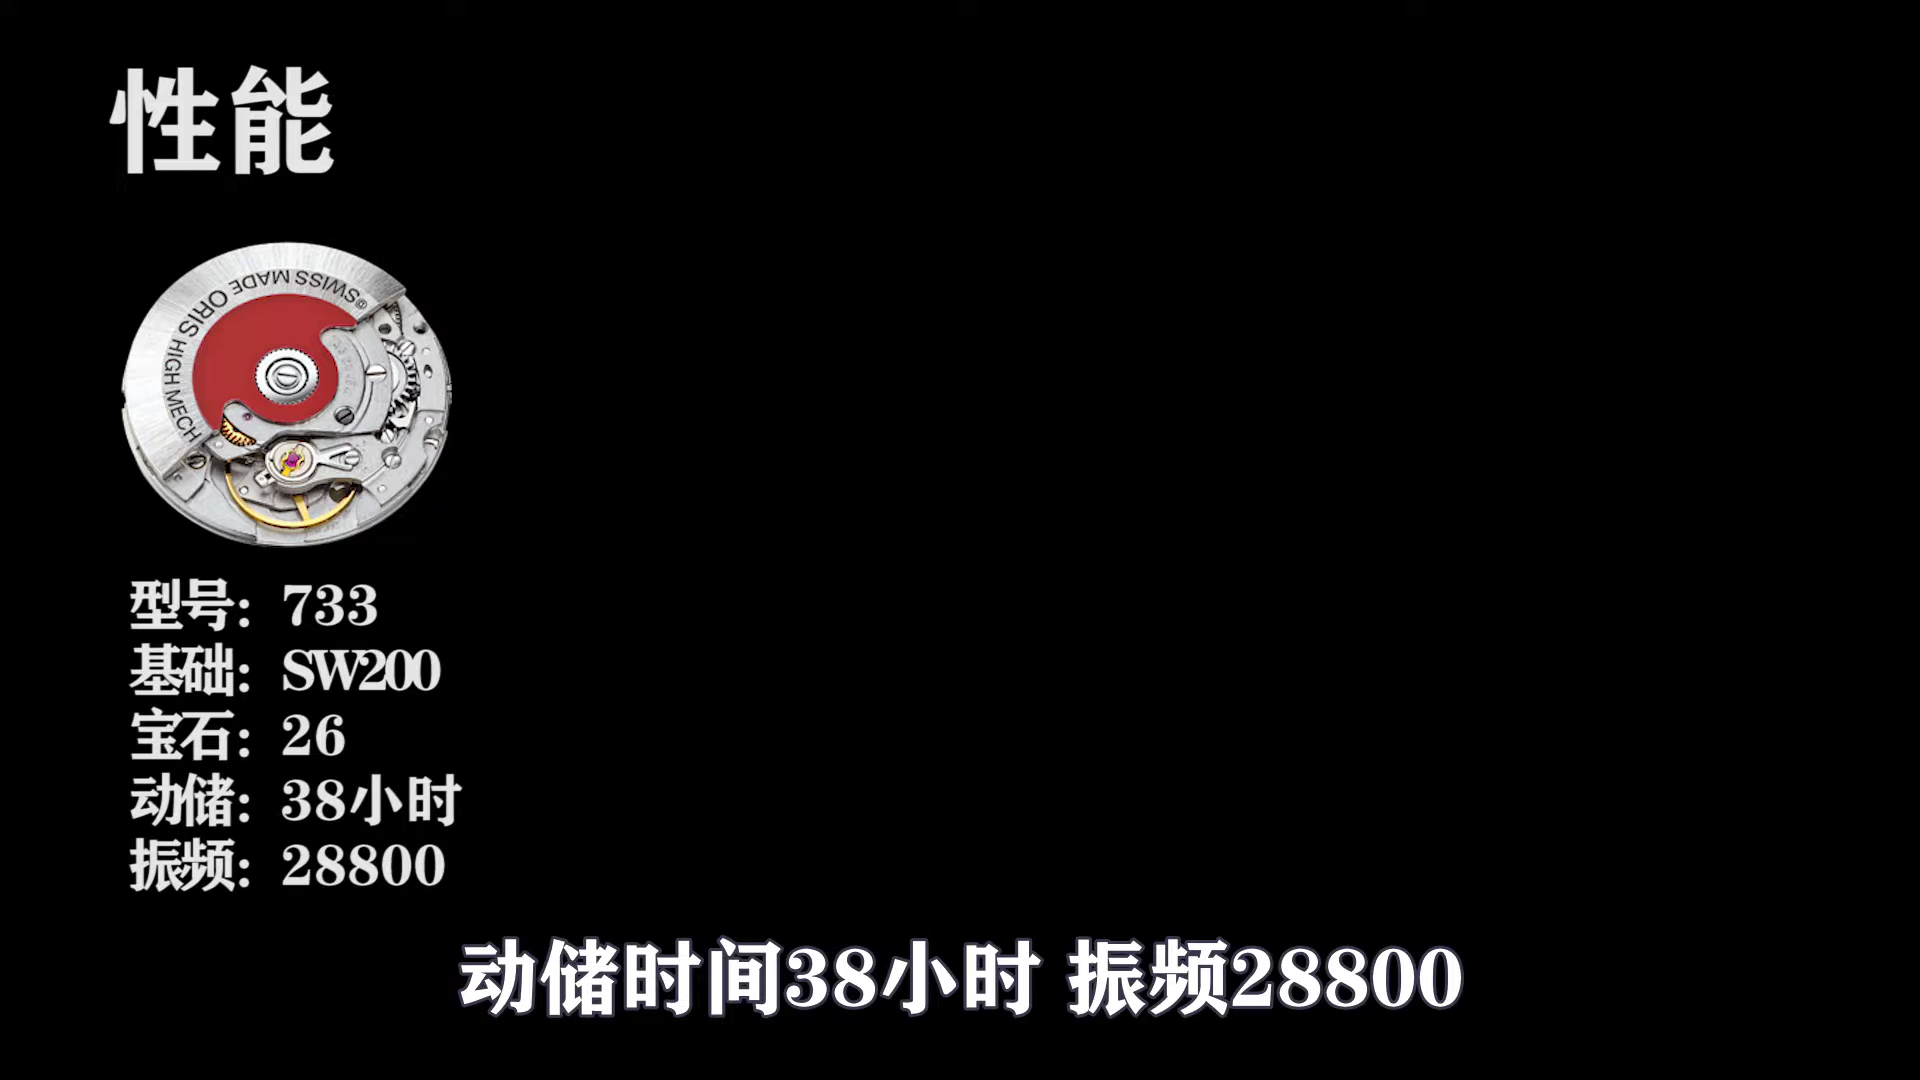 性能
®SWISS MADE ORIS HIGH MECH
型号：733
基础：SW200
宝石：26
动储：38小时
振频：28800
动储时间38小时 振频28800